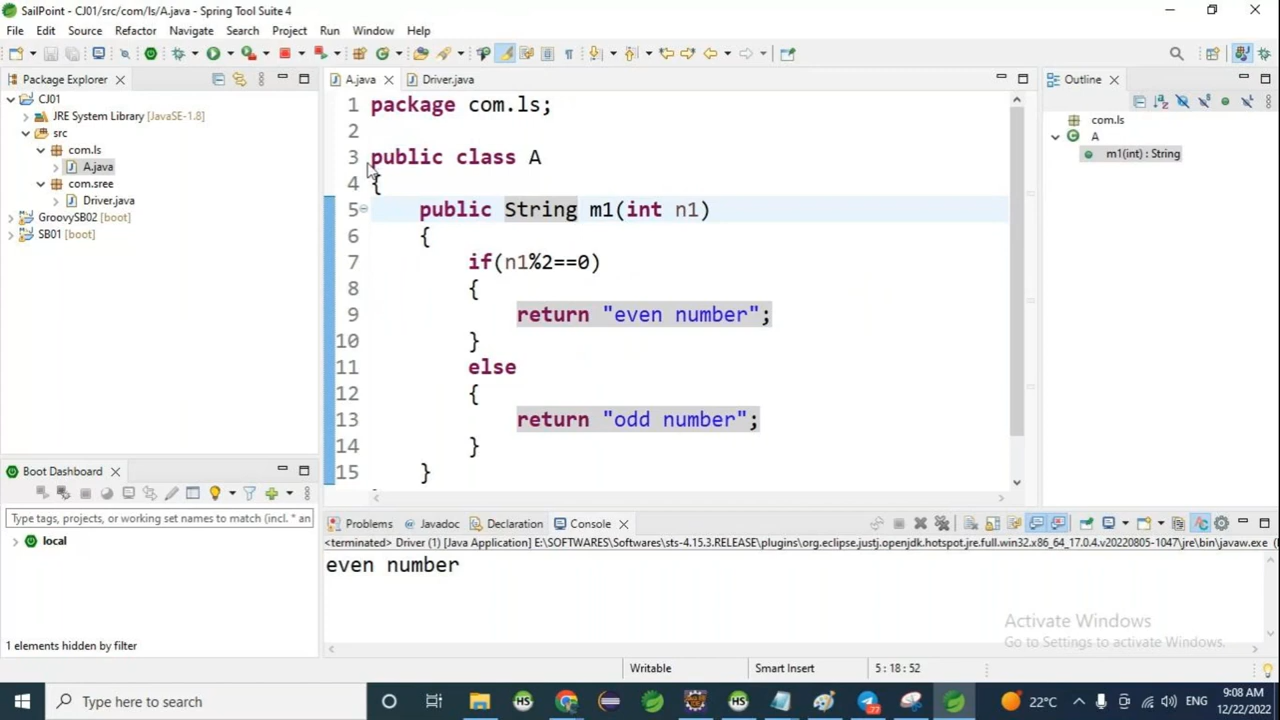 SailPoint - CJ01/src/com/ls/A.java - Spring Tool Suite 4
File Edit Source Refactor Navigate Search Project Run Window Help
Package Explorer
CJ01
JRE System Library [JavaSE-1.8]
src
com.ls
A.java
com.sree
Driver.java
GroovySB02 [boot]
SB01 [boot]
A.java Driver.java
1 package com.ls;
2
3 public class A
4 {
5 public String m1(int n1)
6 {
7 if(n1%2==0)
8 {
9 return "even number";
10 }
11 else
12 {
13 return "odd number";
14 }
15 }
Outline
com.ls
A
m1(int) : String
Boot Dashboard
Type tags, projects, or working set names to match (incl. * an
local
1 elements hidden by filter
Problems Javadoc Declaration Console
<terminated> Driver (1) [Java Application] E:\SOFTWARES\Softwares\sts-4.15.3.RELEASE\plugins\org.eclipse.justj.openjdk.hotspot.jre.full.win32.x86_64_17.0.4.v20220805-1047\jre\bin\javaw.exe
even number
Activate Windows
Go to Settings to activate Windows.
Writable Smart Insert 5 : 18 : 52
Type here to search
HS
HS
77
22°C
ENG
9:08 AM
12/22/2022